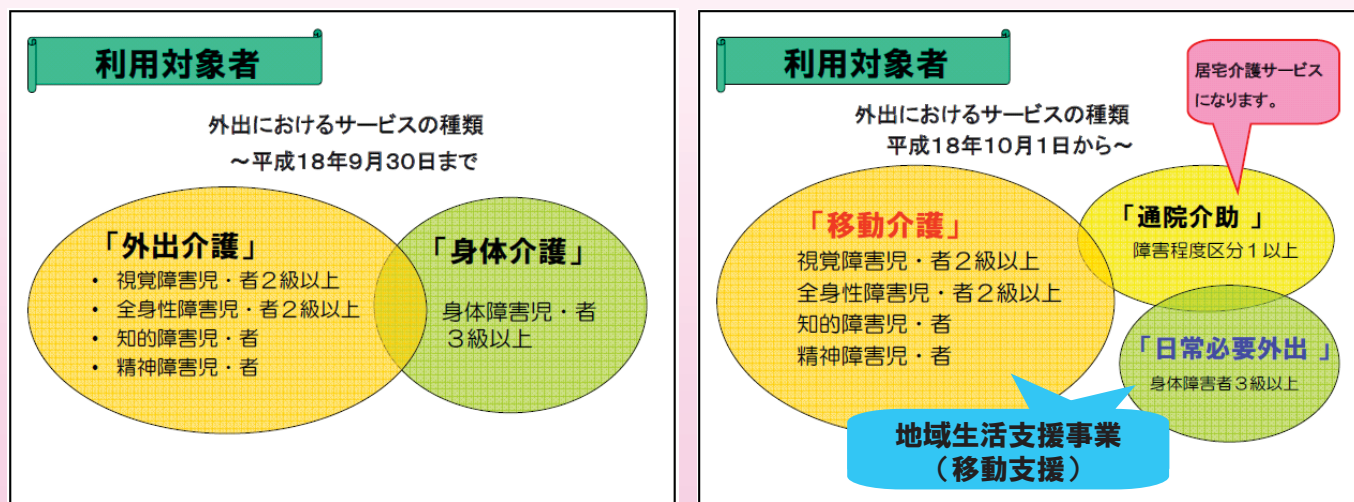 利用対象者
外出におけるサービスの種類
～平成18年9月30日まで
「外出介護」
・ 視覚障害児・者２級以上
・ 全身性障害児・者２級以上
・ 知的障害児・者
・ 精神障害児・者
「身体介護」
身体障害児・者
３級以上
利用対象者
居宅介護サービス
になります。
外出におけるサービスの種類
平成18年10月1日から～
「移動介護」
視覚障害児・者２級以上
全身性障害児・者２級以上
知的障害児・者
精神障害児・者
「通院介助 」
障害程度区分１以上
「日常必要外出 」
身体障害者３級以上
地域生活支援事業
（移動支援）